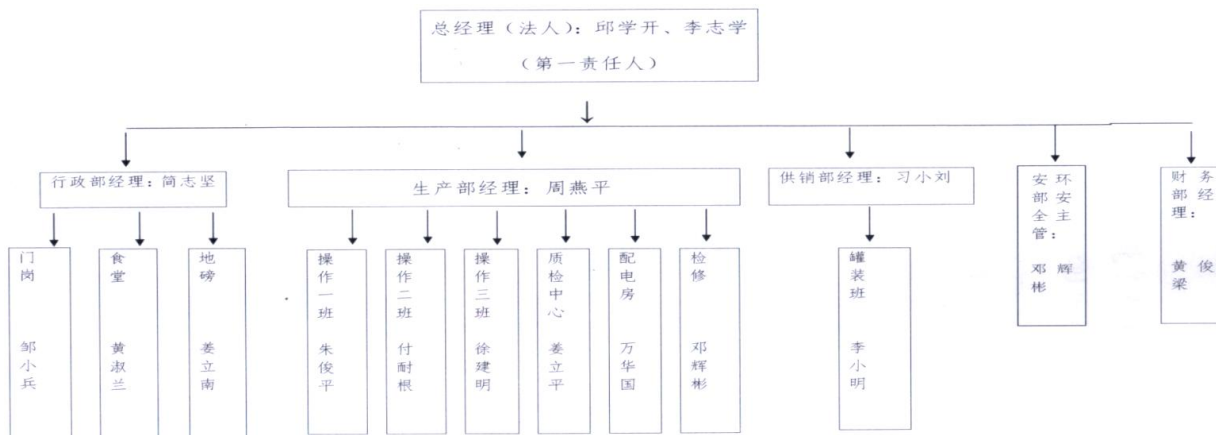 总经理（法人）：邱学开、李志学
（第一责任人）
行政部经理：简志坚
生产部经理：周燕平
供销部经理：习小刘
安环
部安
全主
管：
邓辉
彬
财务
部经
理：
黄俊
梁
门岗 邹小兵
食堂 黄淑兰
地磅 姜立南
操作一班 朱俊平
操作二班 付耐根
操作三班 徐建明
质检中心 姜立平
配电房 万华国
检修 邓辉彬
罐装班 李小明